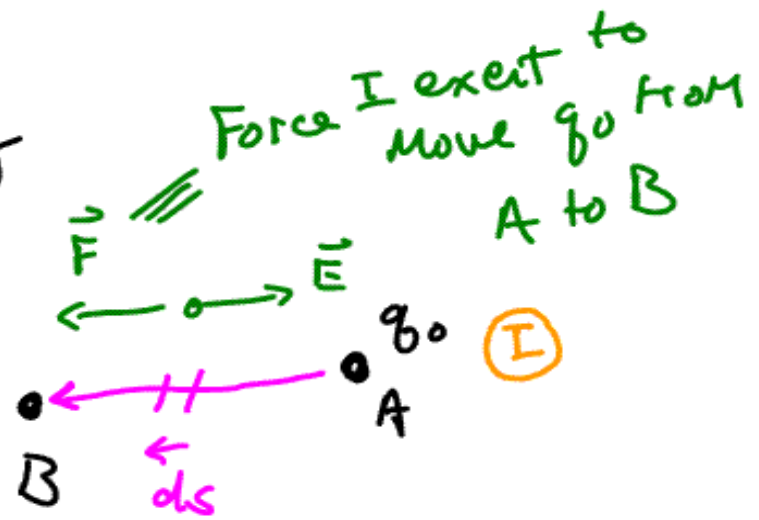 Force I exert to
Move q₀ from
A to B
F⃗
E⃗
q₀ I
A
B
ds